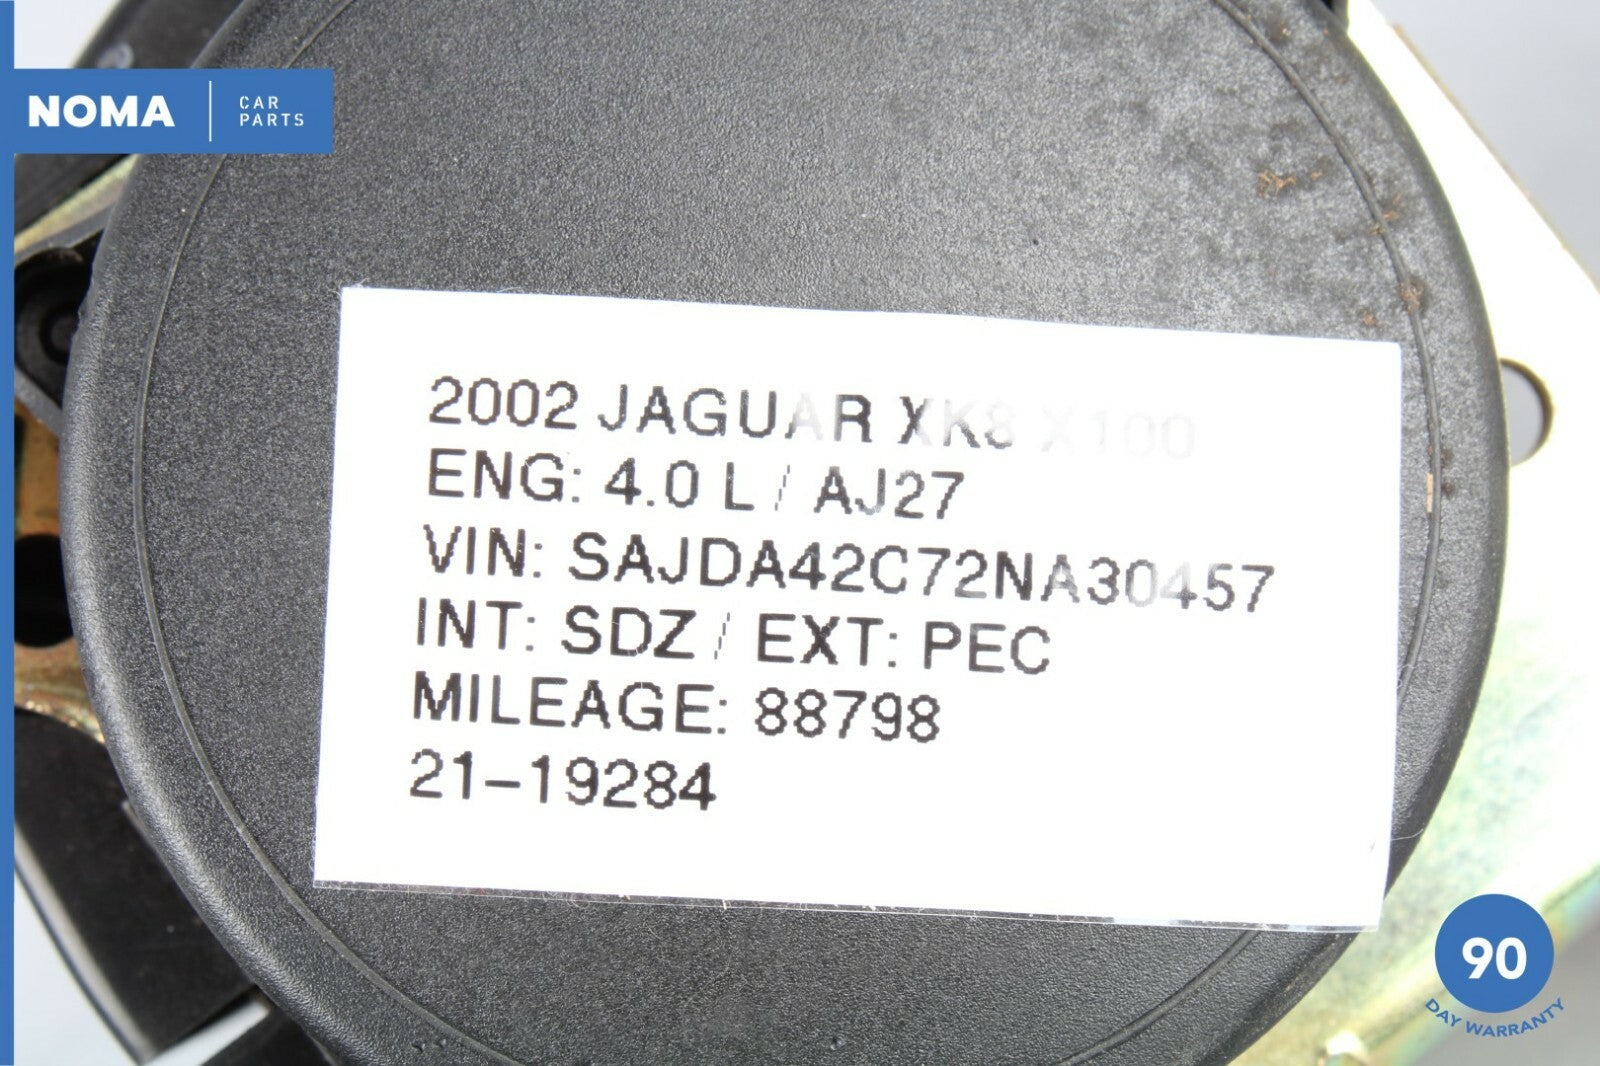 NOMA
CAR
PARTS
2002 JAGUAR XK8 X100
ENG: 4.0 L / AJ27
VIN: SAJDA42C72NA30457
INT: SDZ / EXT: PEC
MILEAGE: 88798
21-19284
90
DAY WARRANTY